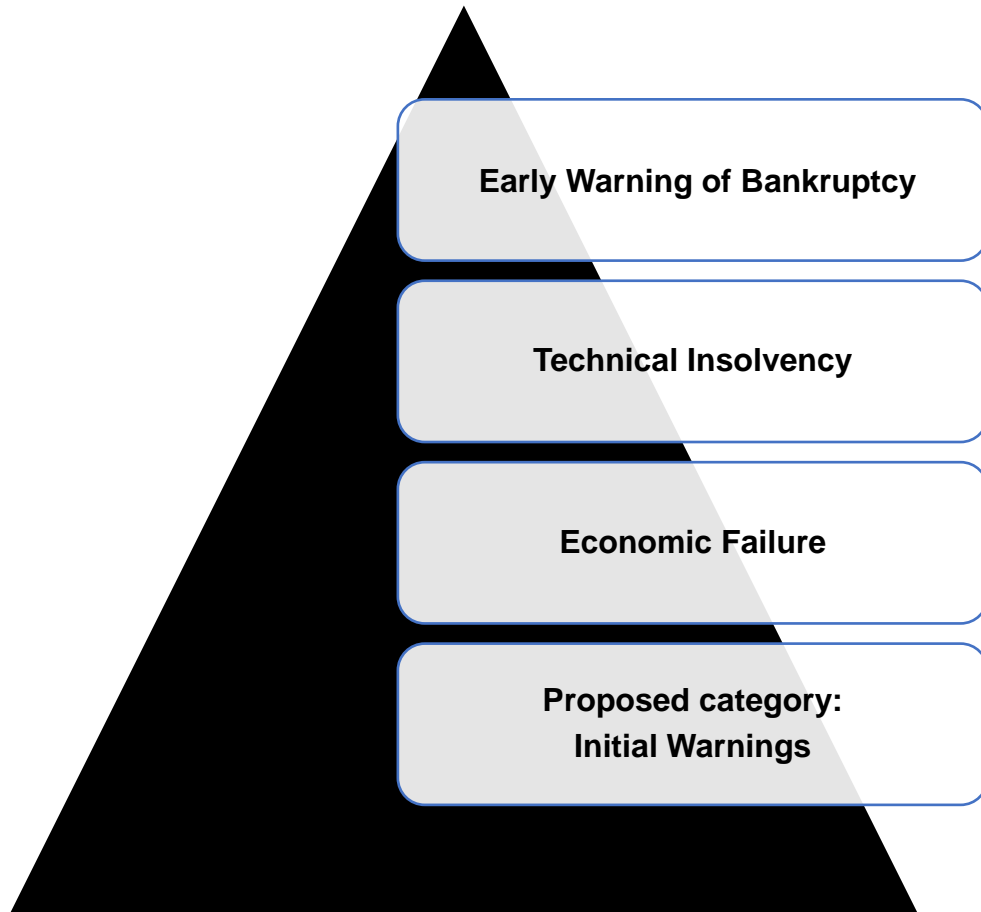 Early Warning of Bankruptcy
Technical Insolvency
Economic Failure
Proposed category:
Initial Warnings